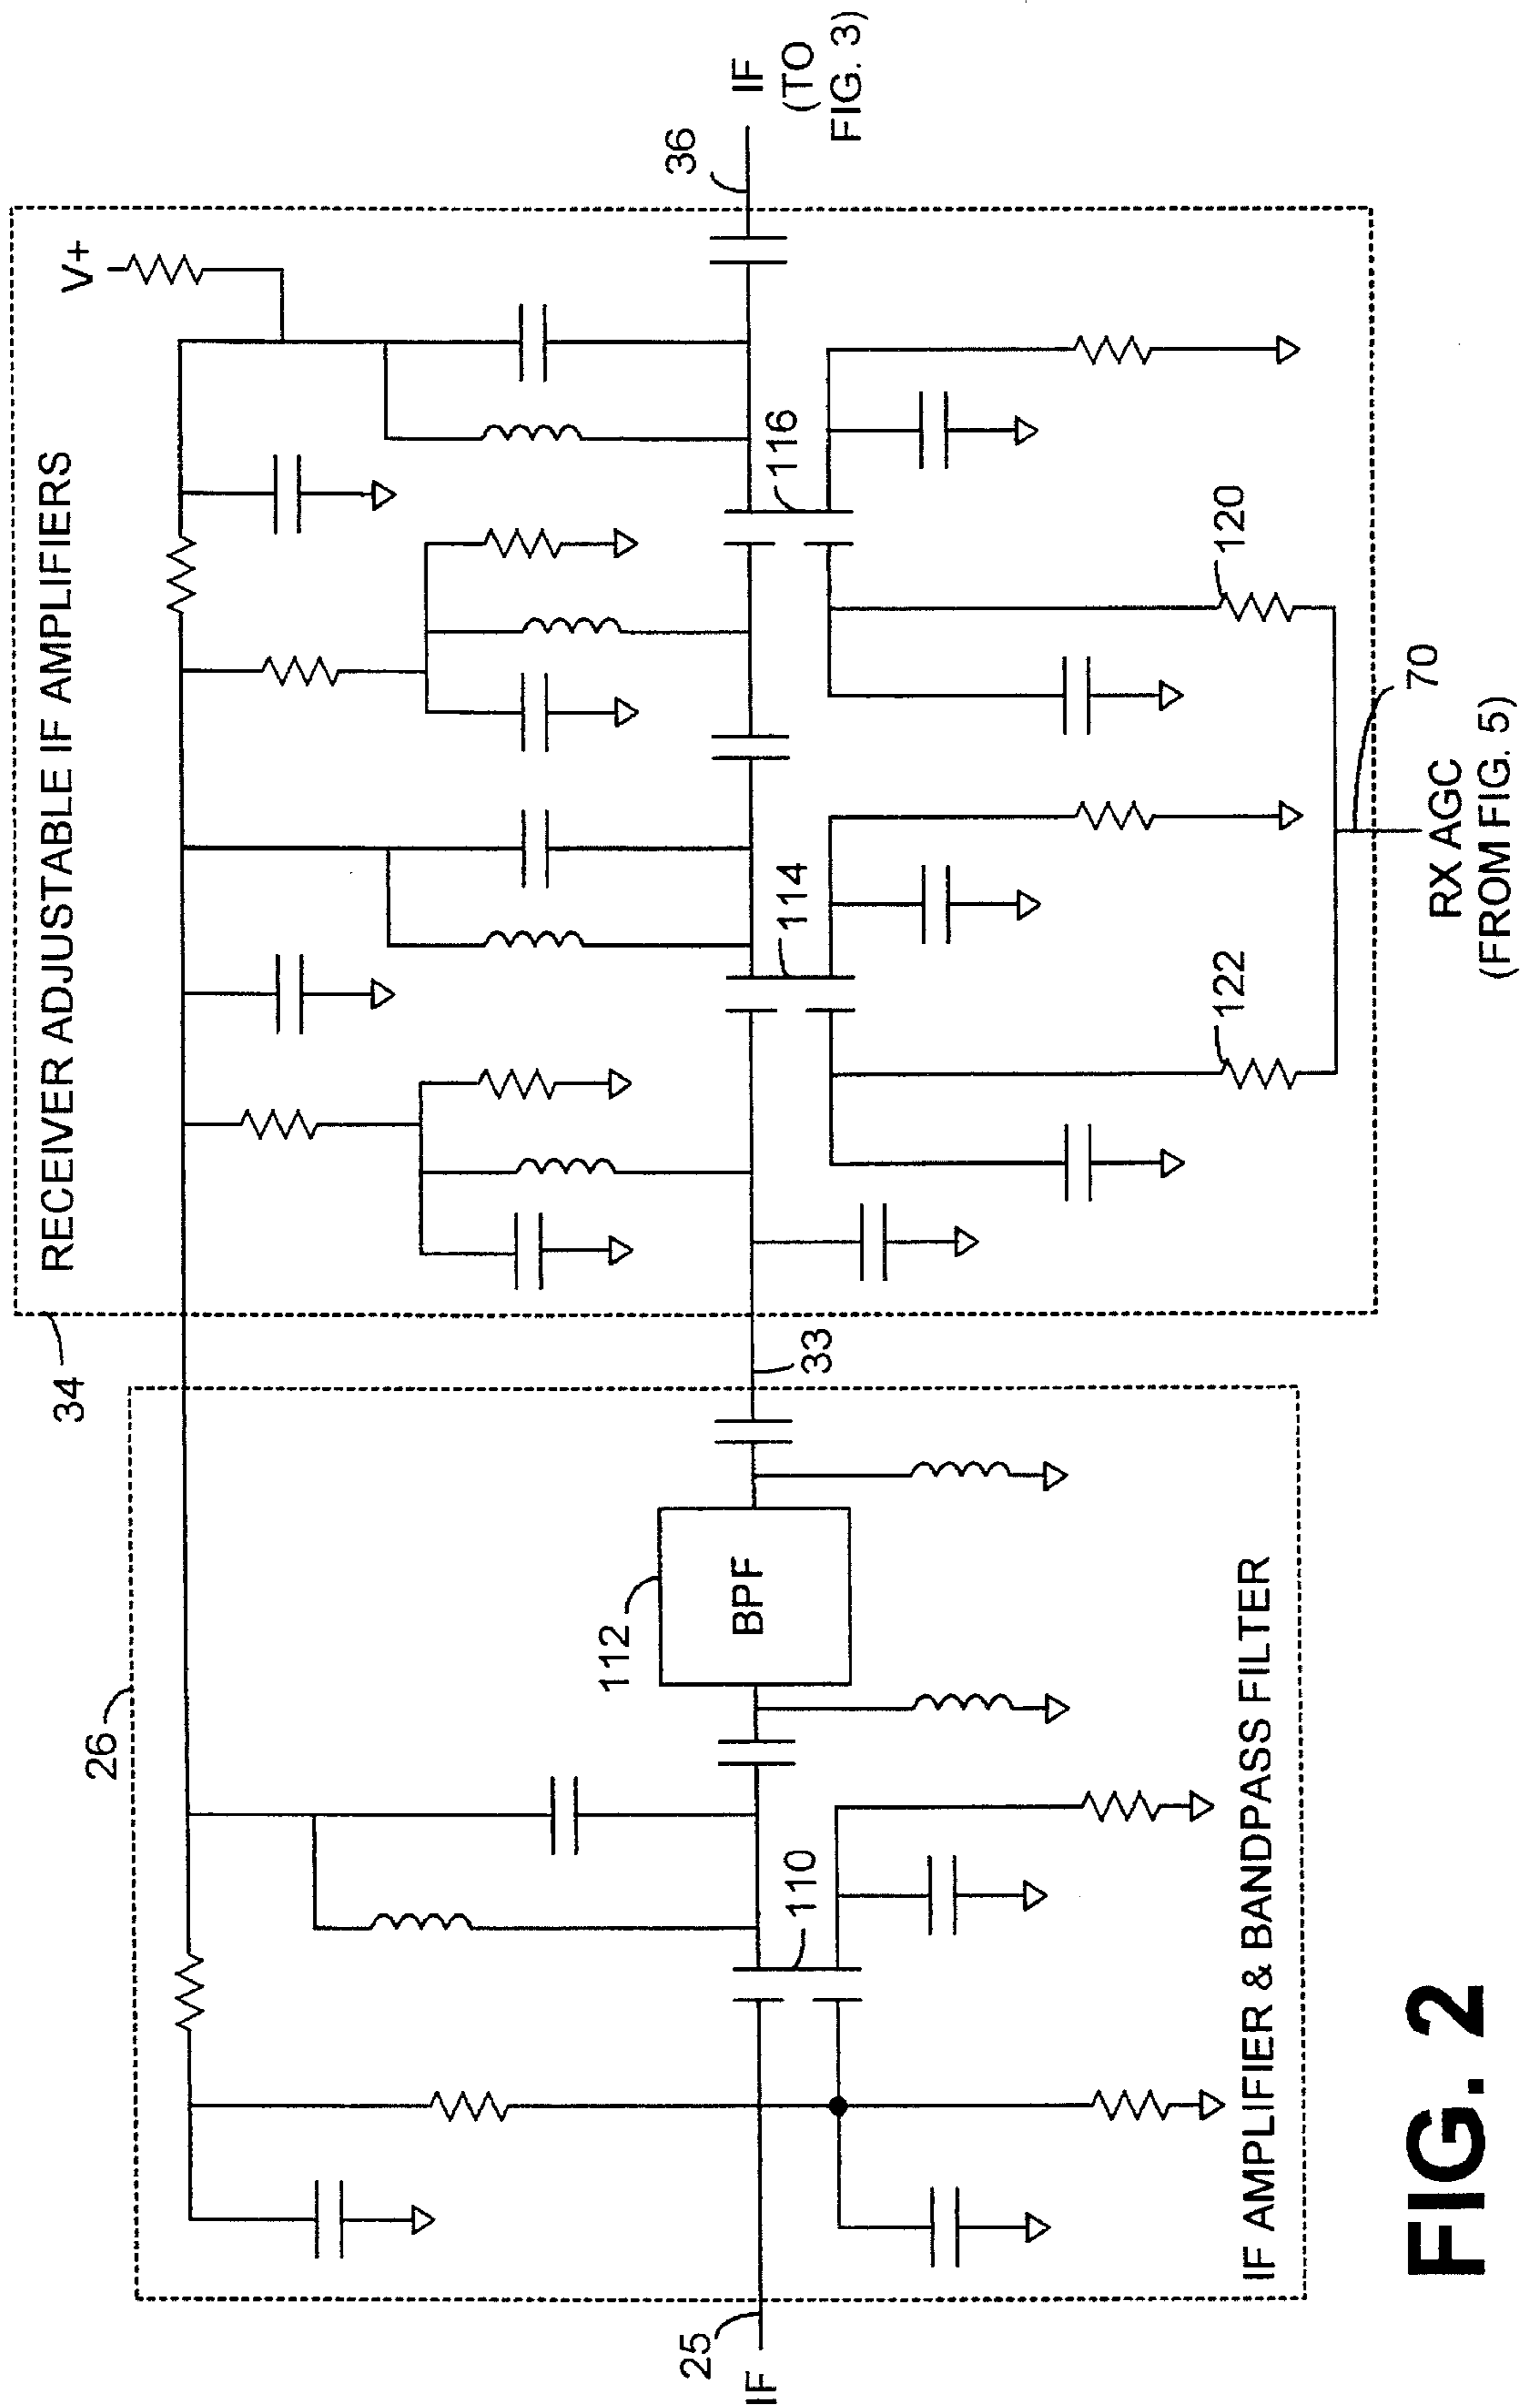 34
RECEIVER ADJUSTABLE IF AMPLIFIERS
V+
26
112
BPF
33
36
IF
(TO
FIG. 3)
25
IF
110
114
116
122
120
IF AMPLIFIER & BANDPASS FILTER
70
RX AGC
(FROM FIG. 5)
FIG. 2